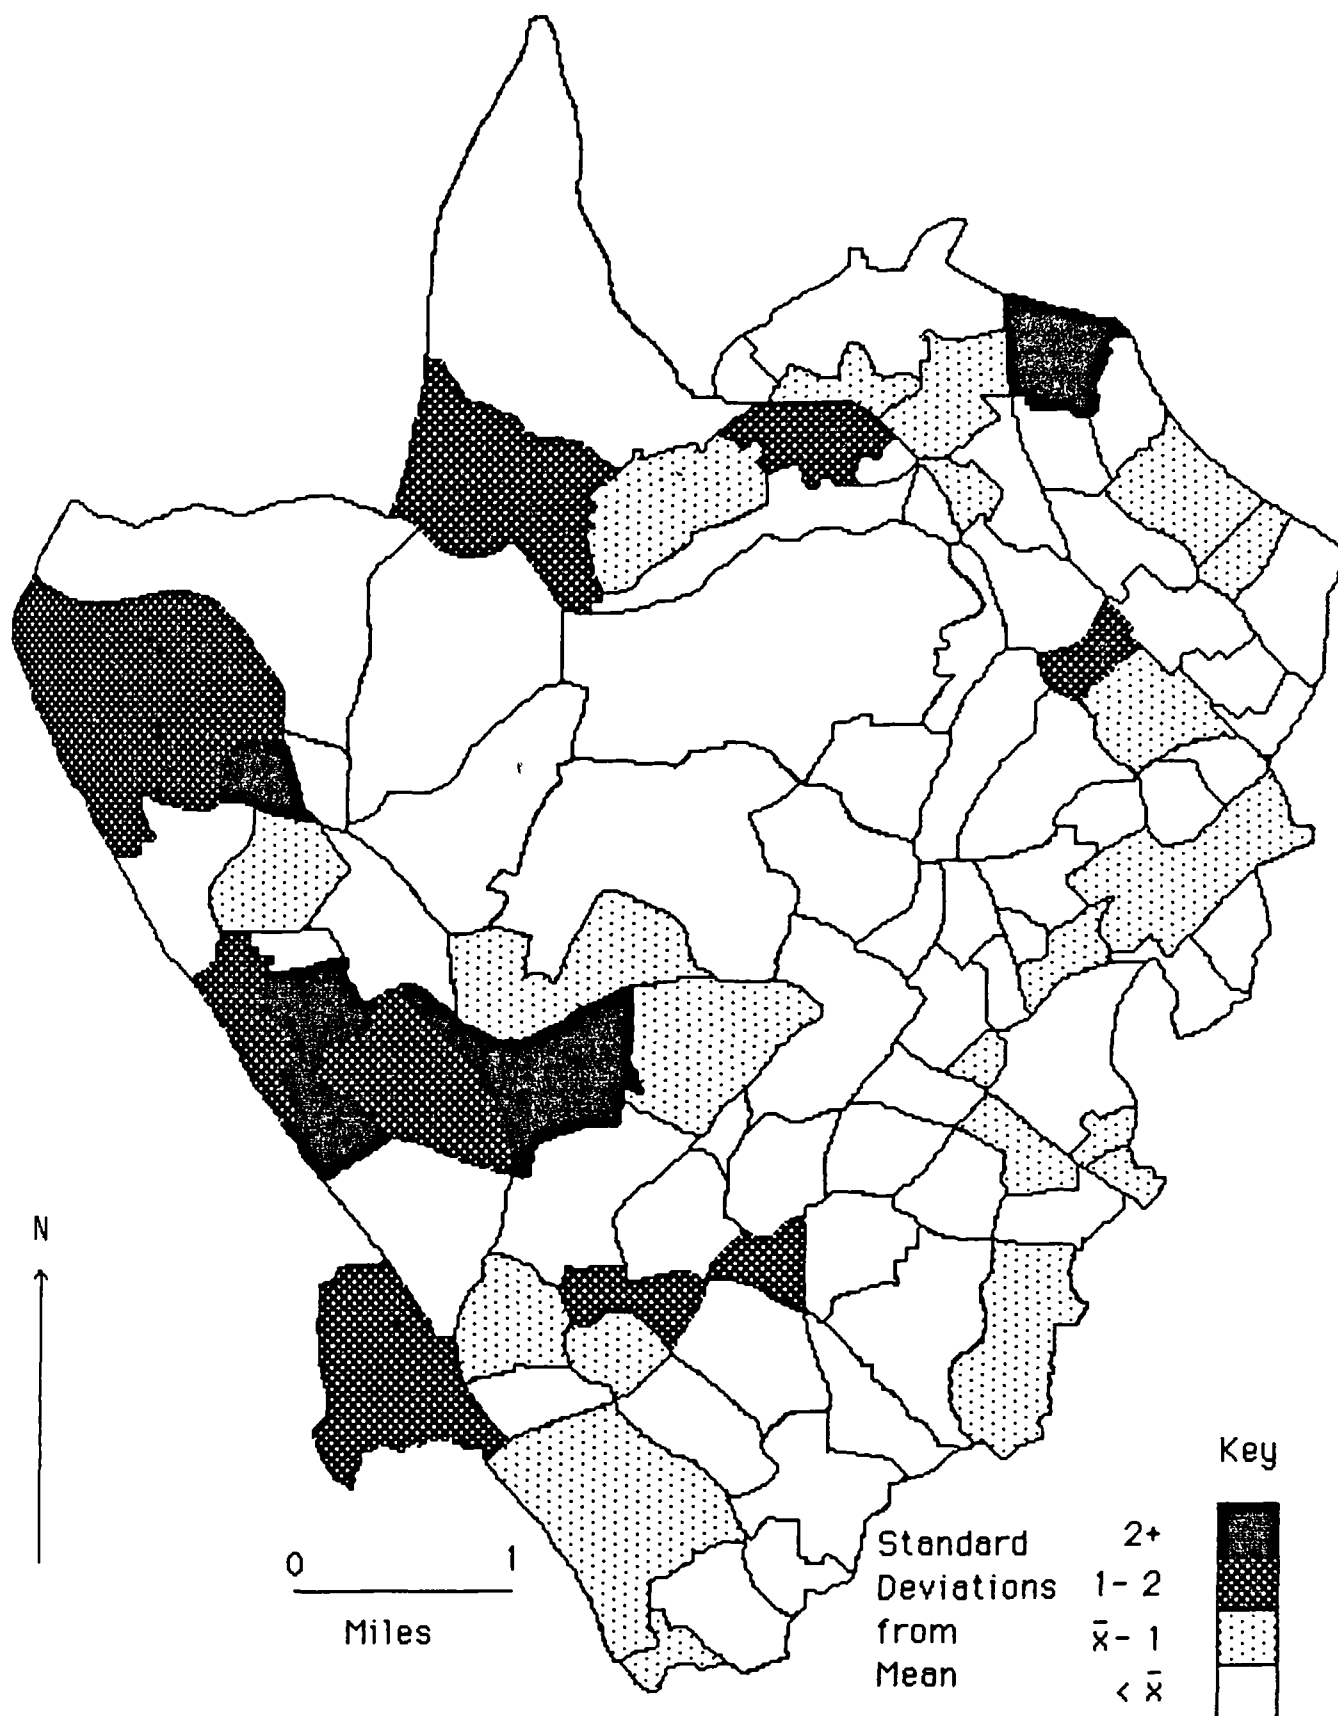 N
0 1
Miles
Key
Standard 2+
Deviations 1-2
from x̄-1
Mean
< x̄